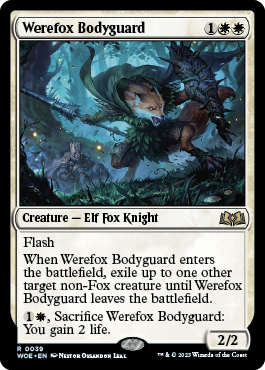 Werefox Bodyguard 1
Creature — Elf Fox Knight
Flash
When Werefox Bodyguard enters
the battlefield, exile up to one other
target non-Fox creature until Werefox
Bodyguard leaves the battlefield.
1, Sacrifice Werefox Bodyguard:
You gain 2 life.
2/2
R 0039
WOE • EN Nestor Ossandon Leal
™ & © 2023 Wizards of the Coast